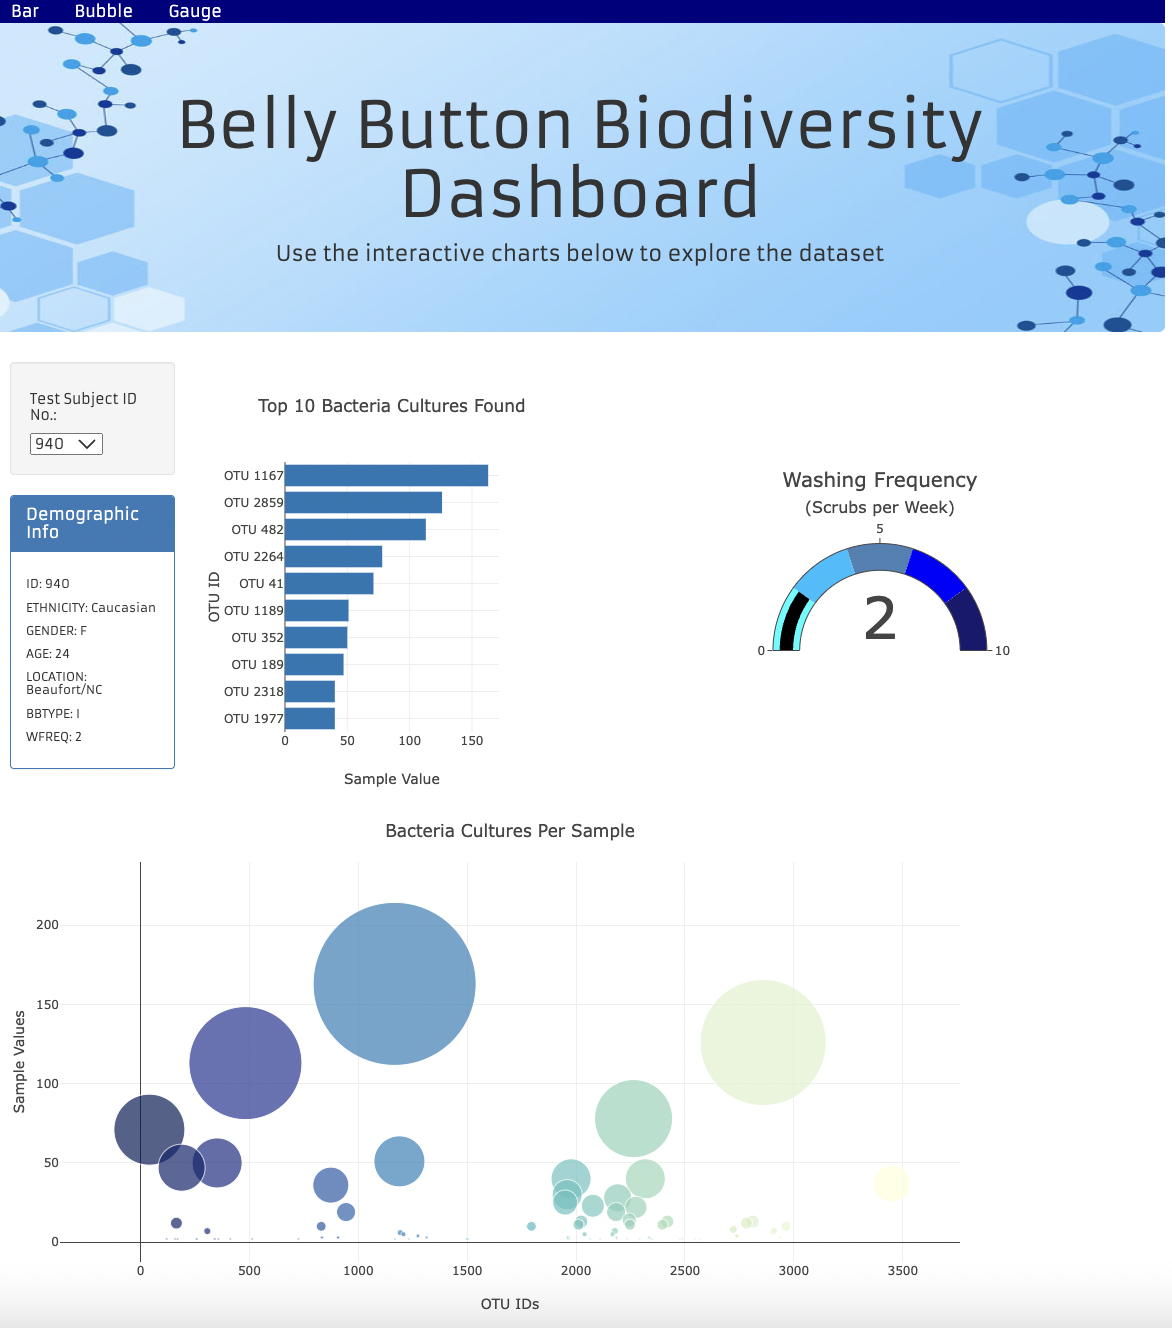 Bar Bubble Gauge
Belly Button Biodiversity
Dashboard
Use the interactive charts below to explore the dataset
Test Subject ID
No.:
940
Demographic
Info
ID: 940
ETHNICITY: Caucasian
GENDER: F
AGE: 24
LOCATION:
Beaufort/NC
BBTYPE: I
WFREQ: 2
Top 10 Bacteria Cultures Found
OTU ID
OTU 1167
OTU 2859
OTU 482
OTU 2264
OTU 41
OTU 1189
OTU 352
OTU 189
OTU 2318
OTU 1977
0 50 100 150
Sample Value
Washing Frequency
(Scrubs per Week)
5
2
0 10
Bacteria Cultures Per Sample
Sample Values
200
150
100
50
0
0 500 1000 1500 2000 2500 3000 3500
OTU IDs